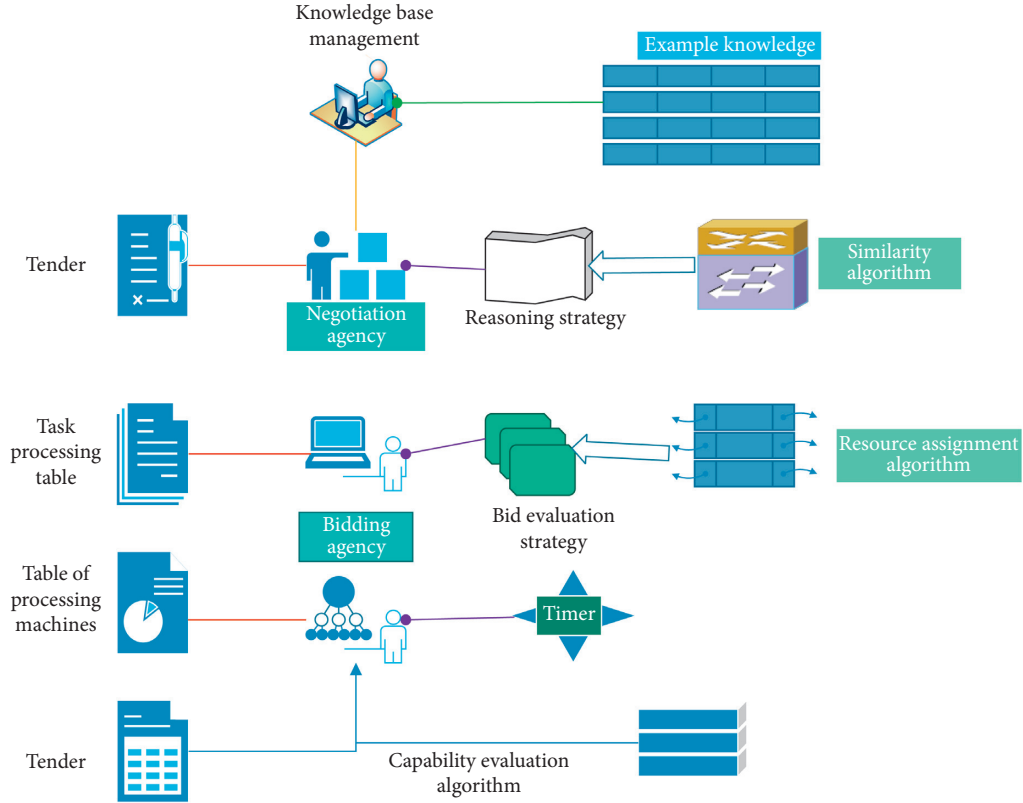 Knowledge base
management
Example knowledge
Tender
Negotiation
agency
Reasoning strategy
Similarity
algorithm
Task
processing
table
Bidding
agency
Bid evaluation
strategy
Resource assignment
algorithm
Table of
processing
machines
Timer
Tender
Capability evaluation
algorithm